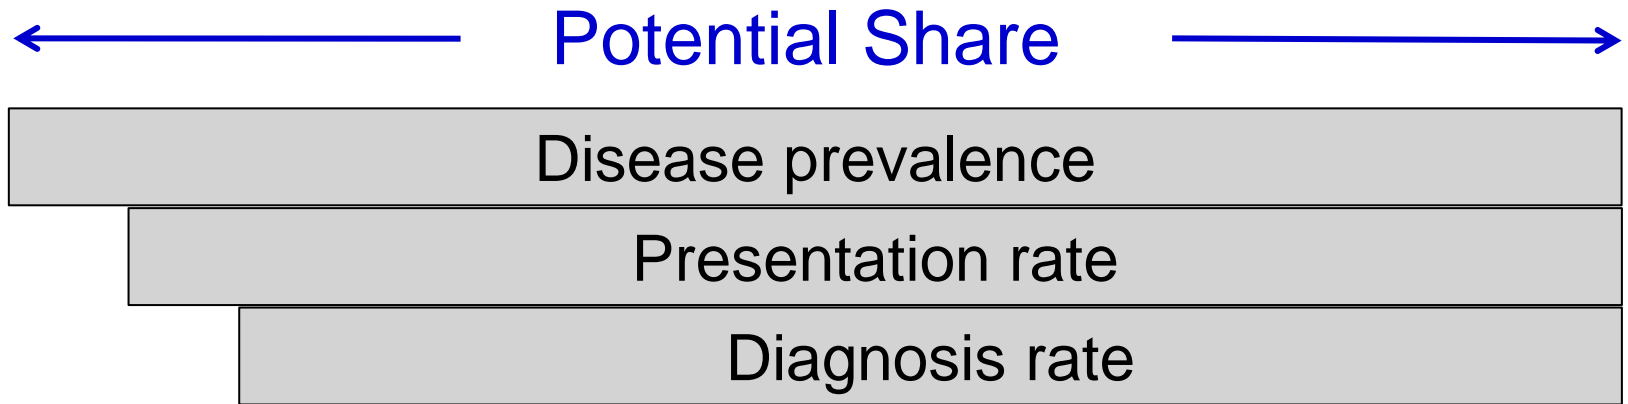 Potential Share
Disease prevalence
Presentation rate
Diagnosis rate